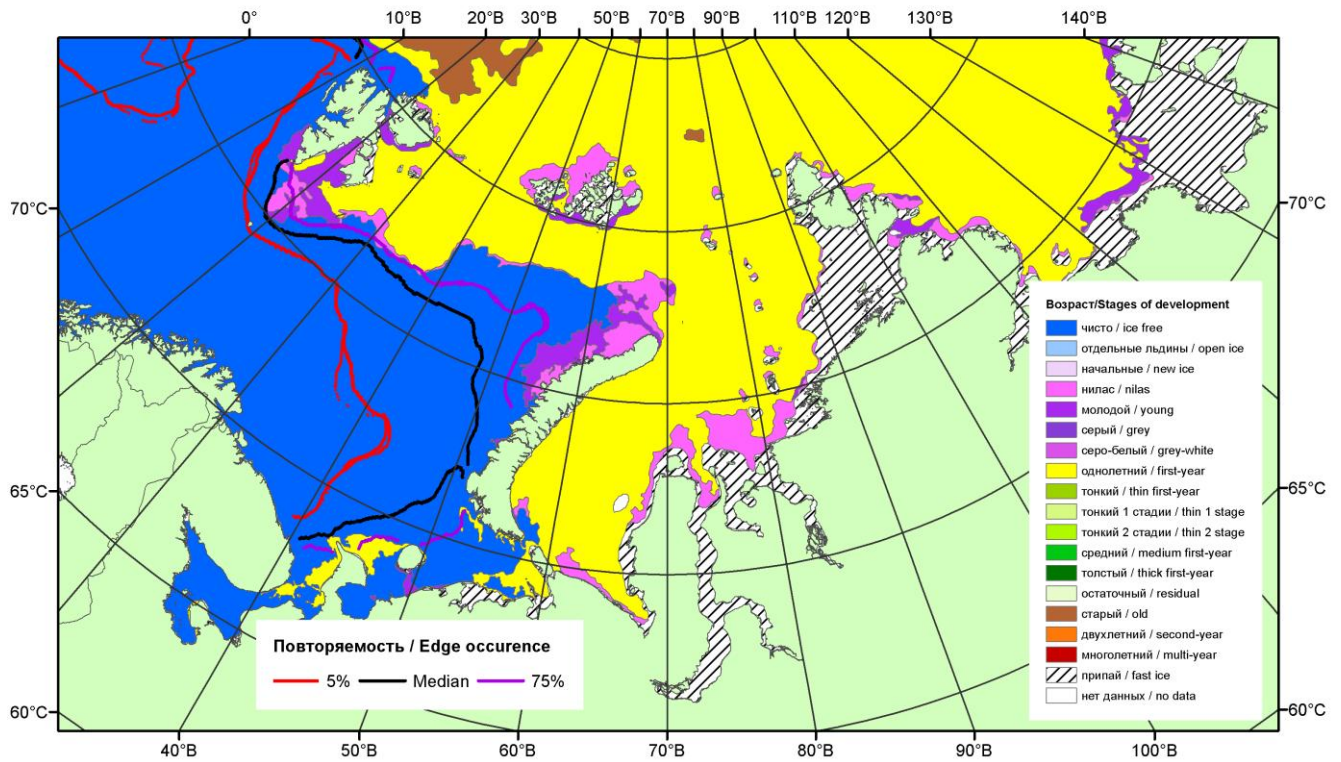 0° 10°B 20°B 30°B 50°B 70°B 90°B 110°B 120°B 130°B 140°B
70°C 70°C
Возраст/Stages of development
чисто / ice free
отдельные льдины / open ice
начальные / new ice
нилас / nilas
молодой / young
серый / grey
серо-белый / grey-white
однолетний / first-year
тонкий / thin first-year
тонкий 1 стадии / thin 1 stage
тонкий 2 стадии / thin 2 stage
средний / medium first-year
толстый / thick first-year
остаточный / residual
старый / old
двухлетний / second-year
многолетний / multi-year
припай / fast ice
нет данных / no data
65°C 65°C
Повторяемость / Edge occurence
5% Median 75%
60°C 60°C
40°B 50°B 60°B 70°B 80°B 90°B 100°B